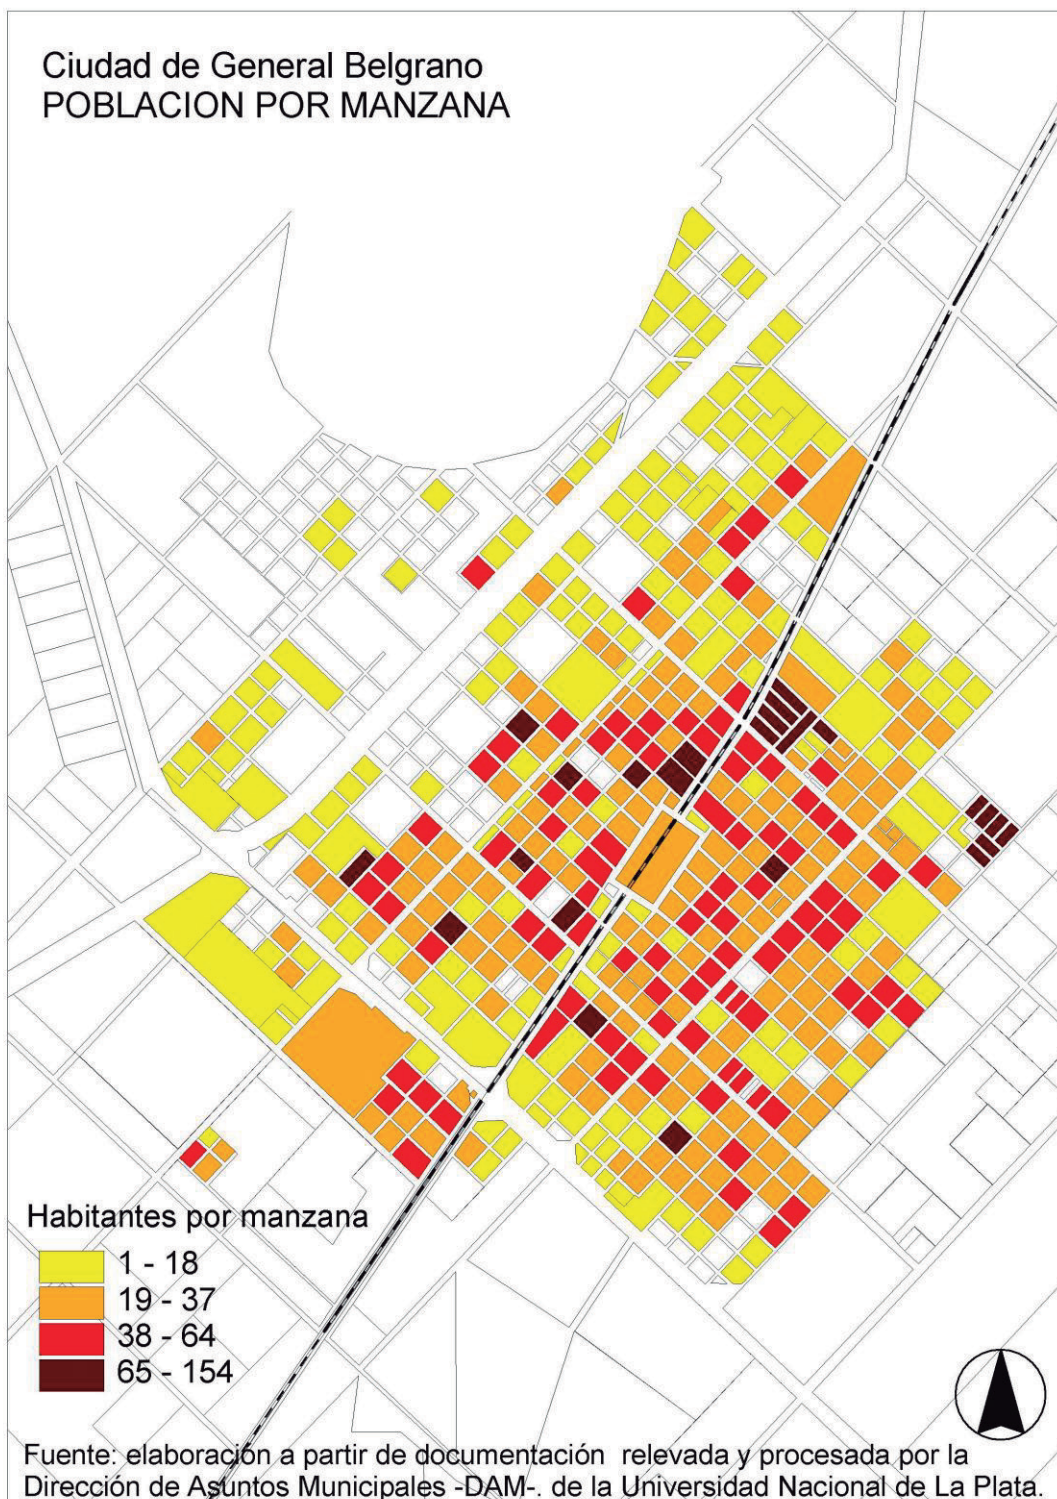 Ciudad de General Belgrano
POBLACION POR MANZANA
Habitantes por manzana
1 - 18
19 - 37
38 - 64
65 - 154
Fuente: elaboración a partir de documentación relevada y procesada por la
Dirección de Asuntos Municipales -DAM-. de la Universidad Nacional de La Plata.